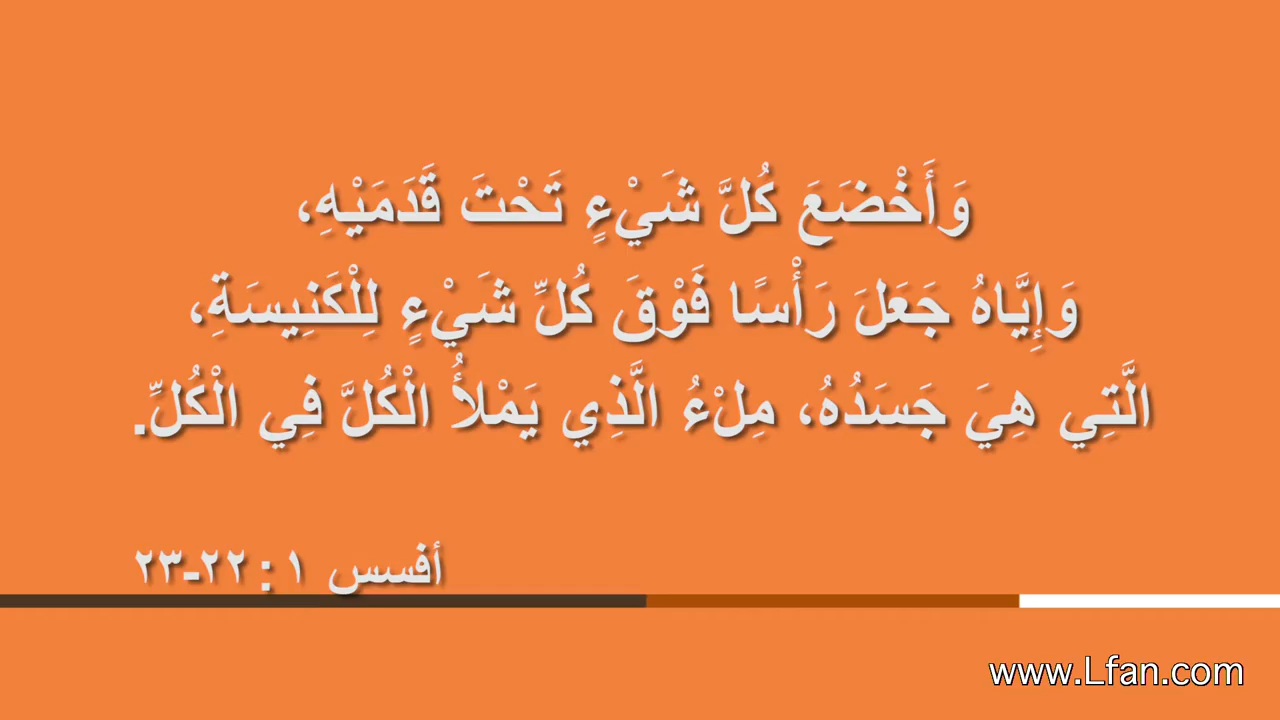 وَأَخْضَعَ كُلَّ شَيْءٍ تَحْتَ قَدَمَيْهِ،
وَإِيَّاهُ جَعَلَ رَأْسًا فَوْقَ كُلِّ شَيْءٍ لِلْكَنِيسَةِ،
الَّتِي هِيَ جَسَدُهُ، مِلْءُ الَّذِي يَمْلأُ الْكُلَّ فِي الْكُلِّ.
أفسس ١ : ٢٢-٢٣
www.Lfan.com